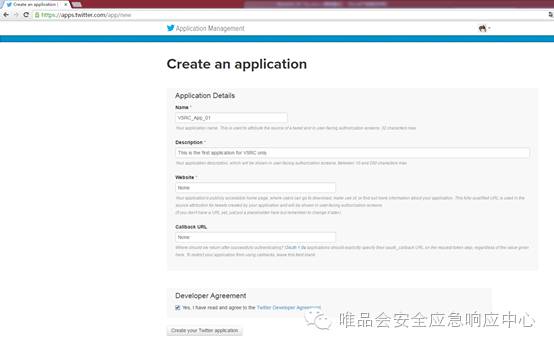 Create an application |
https://apps.twitter.com/app/new
Application Management
Create an application
Application Details
Name *
VSRC_App_01
Your application name. This is used to attribute the source of a tweet and in user-facing authorization screens. 32 characters max.
Description *
This is the first application for VSRC only.
Your application description, which will be shown in user-facing authorization screens. Between 10 and 200 characters max.
Website *
None
Your application's publicly accessible home page, where users can go to download, make use of, or find out more information about your application. This fully-qualified URL is used in the
source attribution for tweets created by your application and will be shown in user-facing authorization screens.
(If you don't have a URL yet, just put a placeholder here but remember to change it later.)
Callback URL
None
Where should we return after successfully authenticating? OAuth 1.0a applications should explicitly specify their oauth_callback URL on the request token step, regardless of the value given
here. To restrict your application from using callbacks, leave this field blank.
Developer Agreement
Yes, I have read and agree to the Twitter Developer Agreement.
Create your Twitter application
唯品会安全应急响应中心